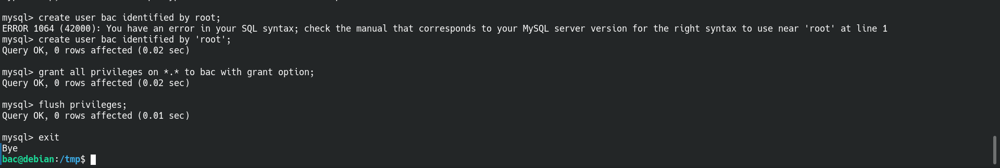 mysql> create user bac identified by root;
ERROR 1064 (42000): You have an error in your SQL syntax; check the manual that corresponds to your MySQL server version for the right syntax to use near 'root' at line 1
mysql> create user bac identified by 'root';
Query OK, 0 rows affected (0.02 sec)
mysql> grant all privileges on *.* to bac with grant option;
Query OK, 0 rows affected (0.02 sec)
mysql> flush privileges;
Query OK, 0 rows affected (0.01 sec)
mysql> exit
Bye
bac@debian:/tmp$